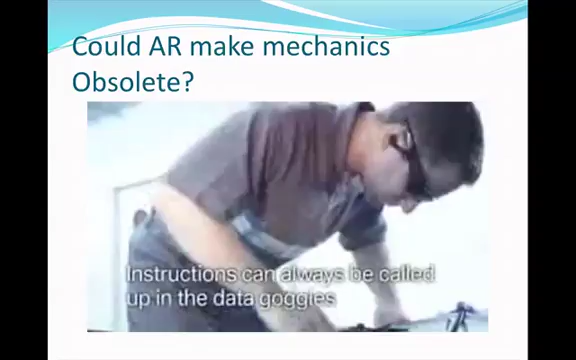 Could AR make mechanics
Obsolete?
Instructions can always be called
up in the data goggles